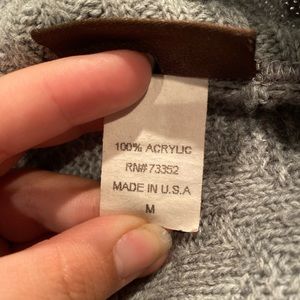 100% ACRYLIC
RN# 73352
MADE IN U.S.A
M